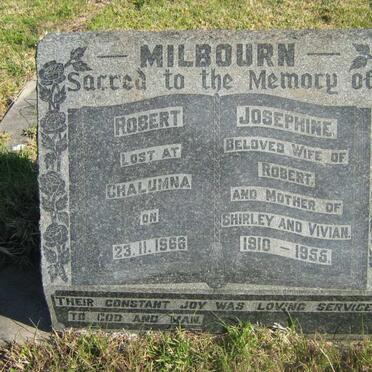 MILBOURN
Sacred to the Memory of
ROBERT
LOST AT
CHALUMNA
ON
23.11.1966
JOSEPHINE.
BELOVED WIFE OF
ROBERT.
AND MOTHER OF
SHIRLEY AND VIVIAN.
1910 - 1955.
THEIR CONSTANT JOY WAS LOVING SERVICE
TO GOD AND MAN.